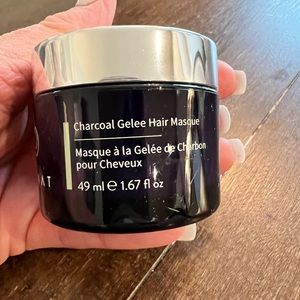 Charcoal Gelee Hair Masque
Masque à la Gelée de Charbon
pour Cheveux
49 ml ℮ 1.67 fl oz